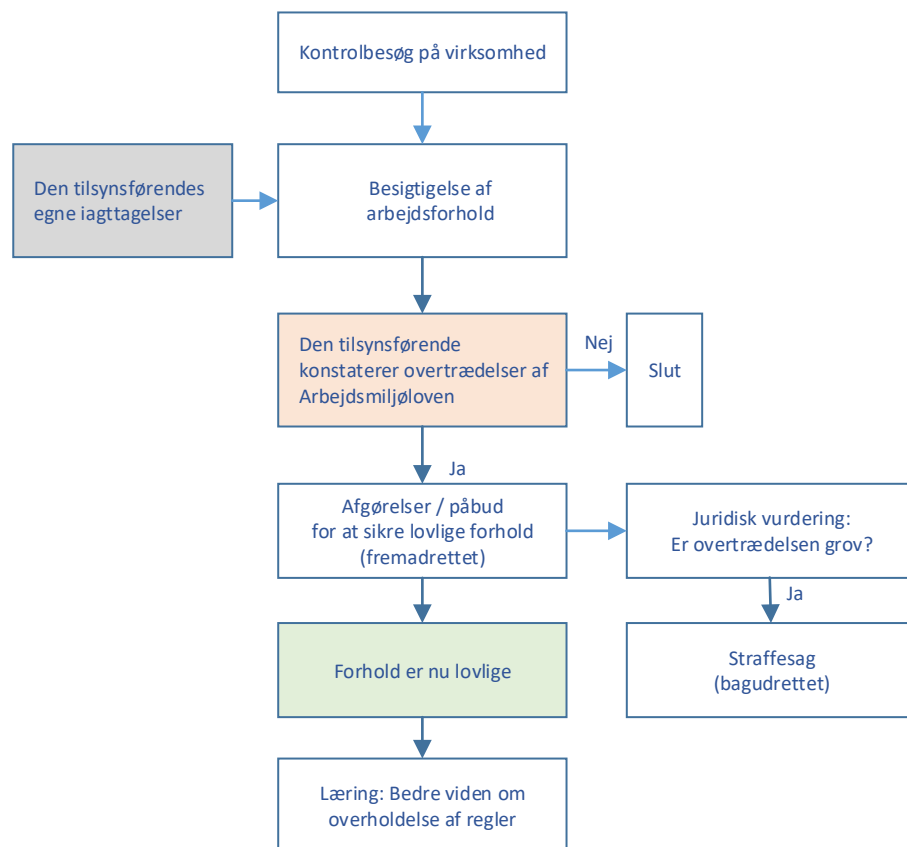 Kontrolbesøg på virksomhed
Den tilsynsførendes
egne iagttagelser
Besigtigelse af
arbejdsforhold
Den tilsynsførende
konstaterer overtrædelser af
Arbejdsmiljøloven
Nej
Slut
Ja
Afgørelser / påbud
for at sikre lovlige forhold
(fremadrettet)
Juridisk vurdering:
Er overtrædelsen grov?
Ja
Forhold er nu lovlige
Straffesag
(bagudrettet)
Læring: Bedre viden om
overholdelse af regler